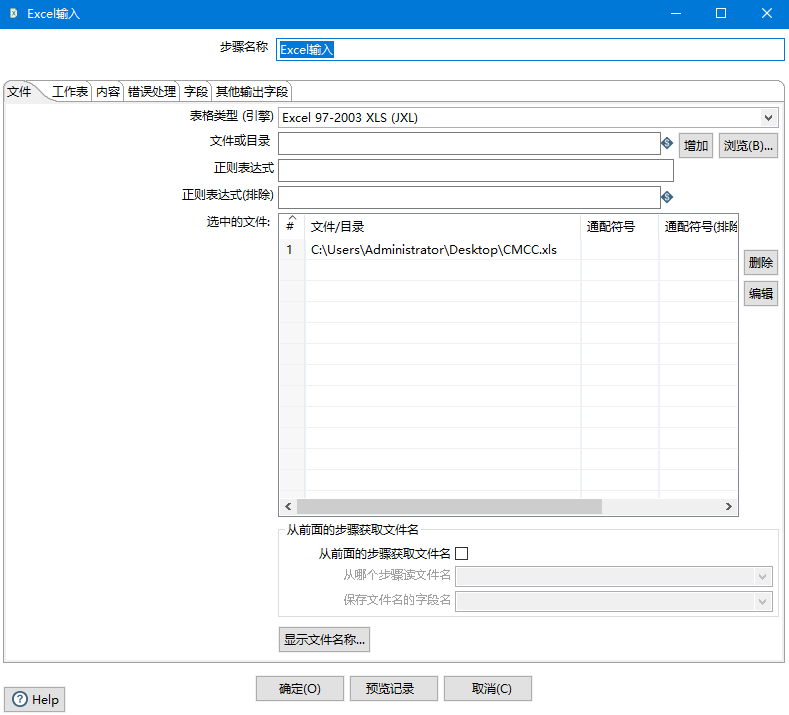 Excel输入
步骤名称 Excel输入
文件 工作表 内容 错误处理 字段 其他输出字段
表格类型 (引擎) Excel 97-2003 XLS (JXL)
文件或目录 增加 浏览(B)...
正则表达式
正则表达式(排除)
选中的文件: # 文件/目录 通配符号 通配符号(排除
1 C:\Users\Administrator\Desktop\CMCC.xls
删除
编辑
从前面的步骤获取文件名
从前面的步骤获取文件名
从哪个步骤读文件名
保存文件名的字段名
显示文件名称...
确定(O) 预览记录 取消(C)
Help